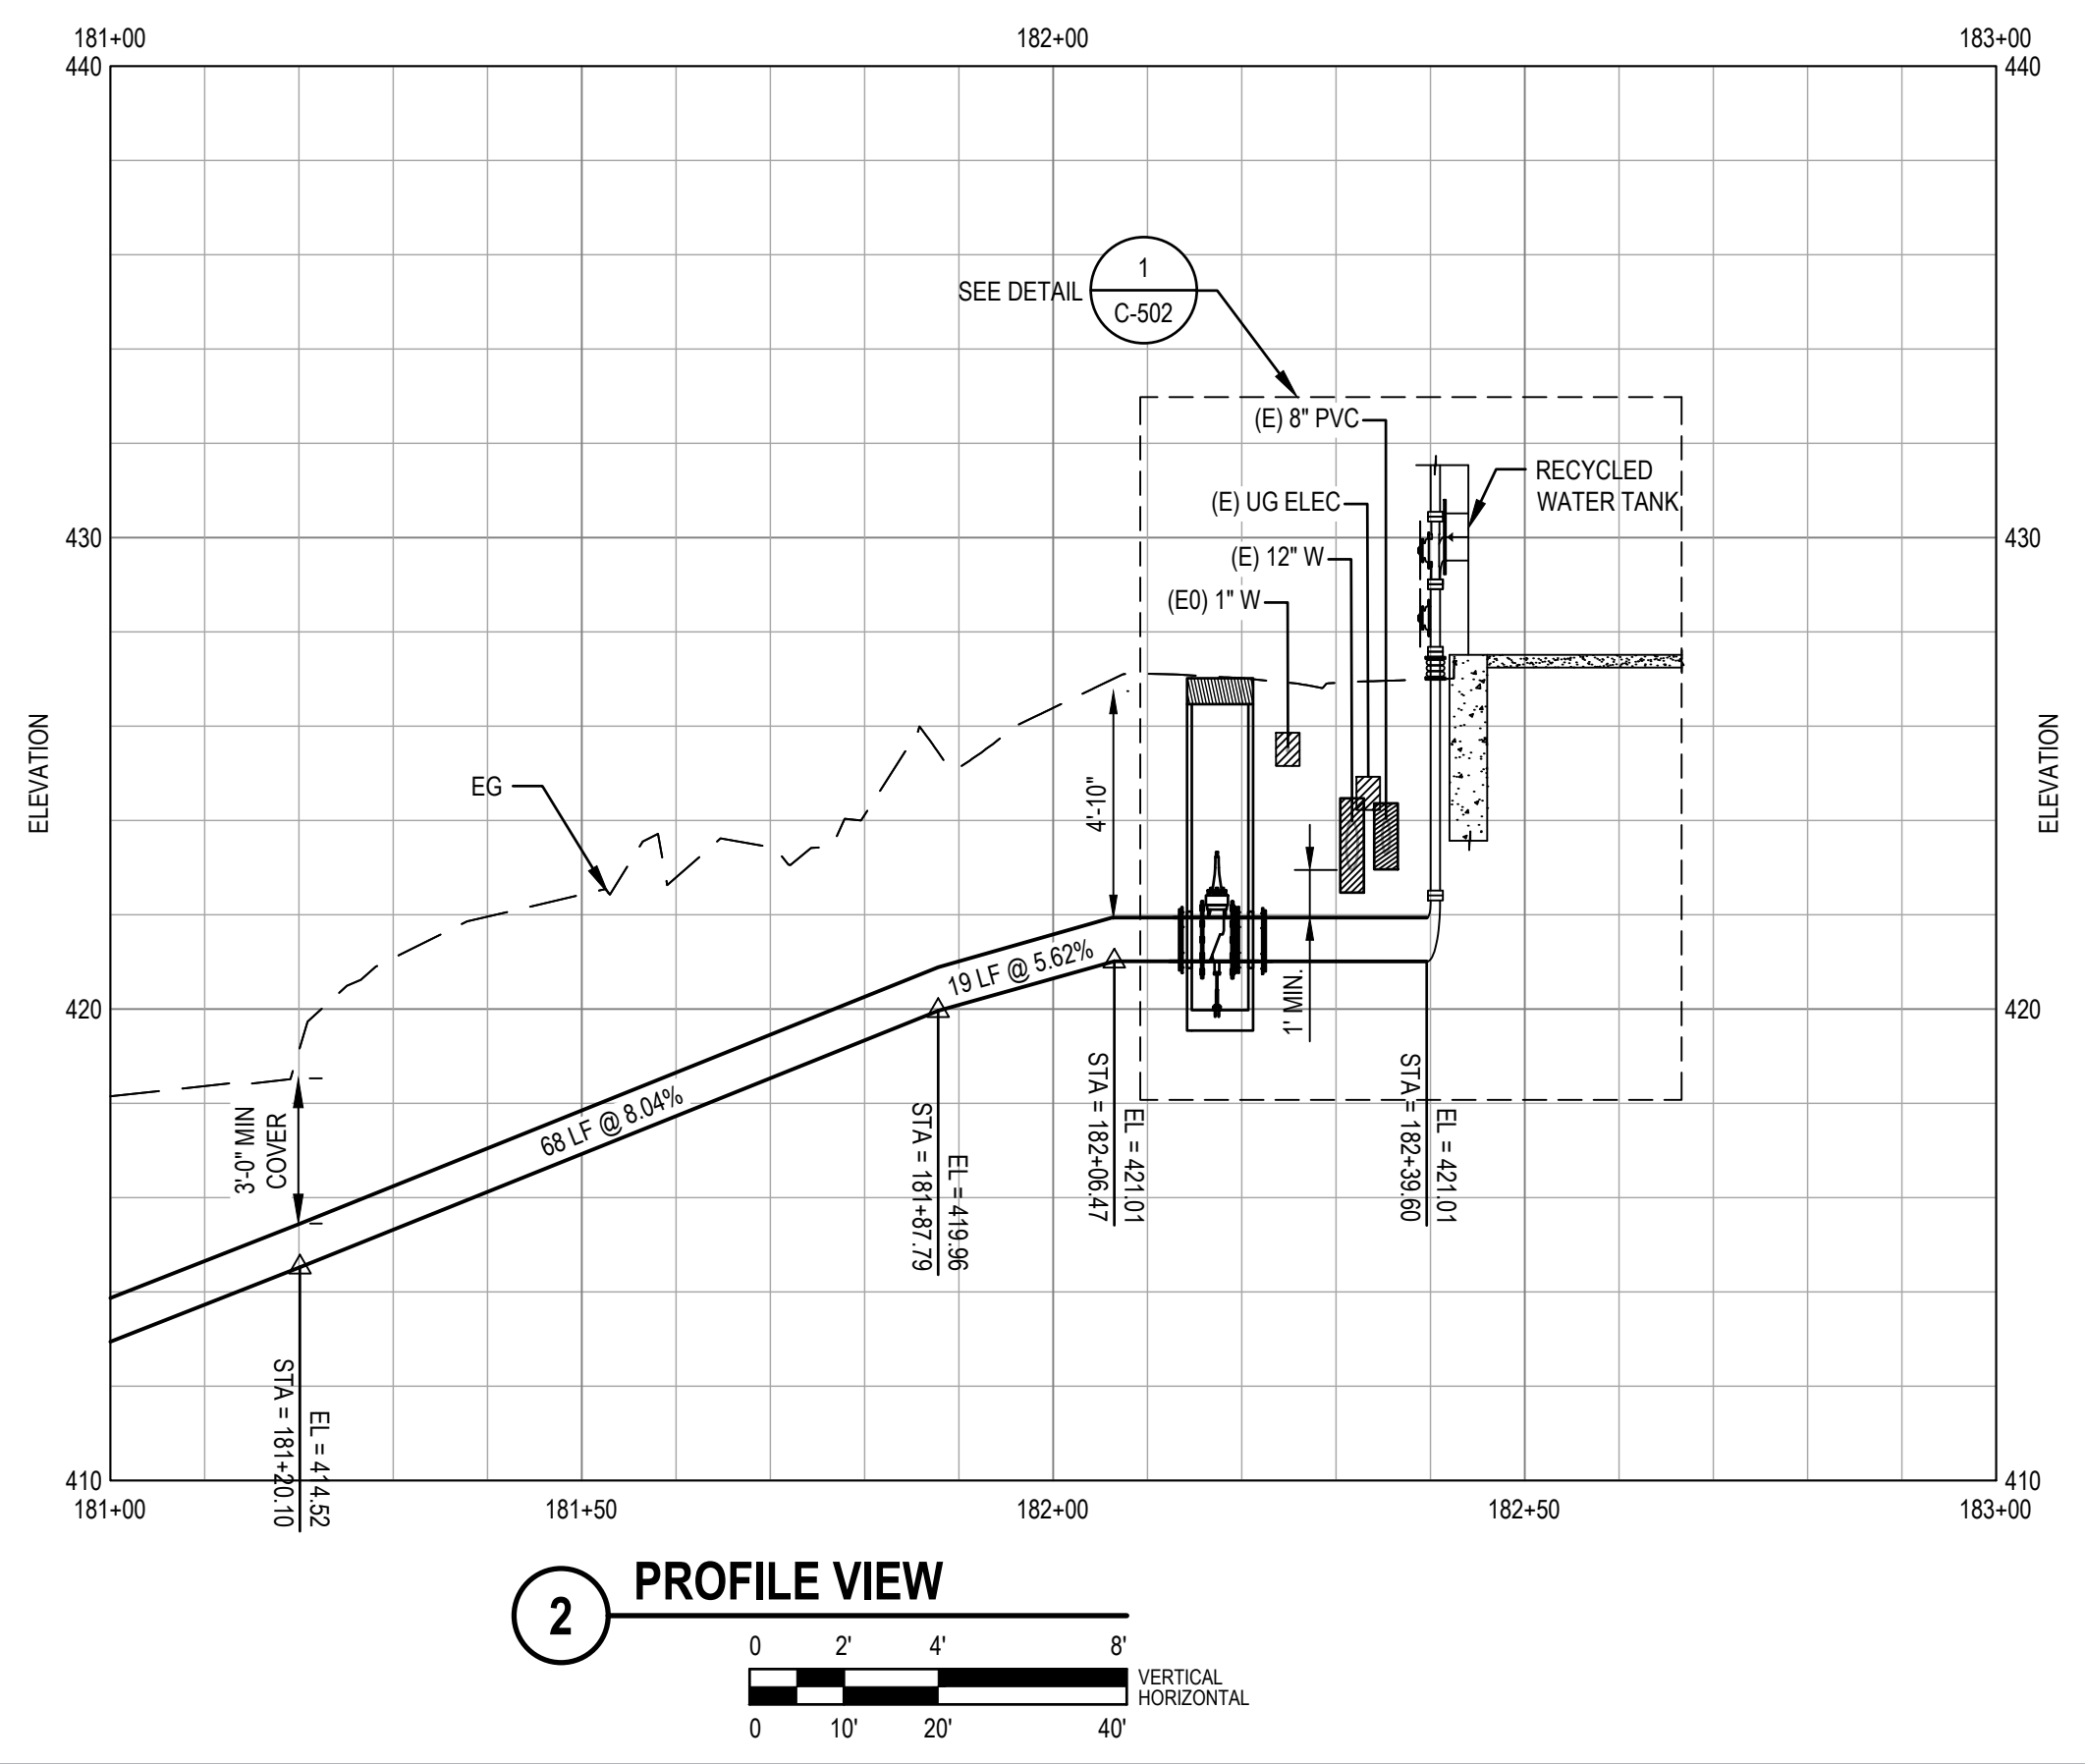 181+00
182+00
183+00
440
440
1
SEE DETAIL
C-502
(E) 8" PVC
RECYCLED
WATER TANK
(E) UG ELEC
430
430
(E) 12" W
(E0) 1" W
ELEVATION
ELEVATION
EG
4'-10"
19 LF @ 5.62%
1' MIN.
420
420
68 LF @ 8.04%
3'-0" MIN
COVER
STA = 181+20.10
EL = 414.52
STA = 181+87.79
EL = 419.96
STA = 182+06.47
EL = 421.01
STA = 182+39.60
EL = 421.01
410
410
181+00
181+50
182+00
182+50
183+00
2
PROFILE VIEW
0 2' 4' 8'
VERTICAL
HORIZONTAL
0 10' 20' 40'